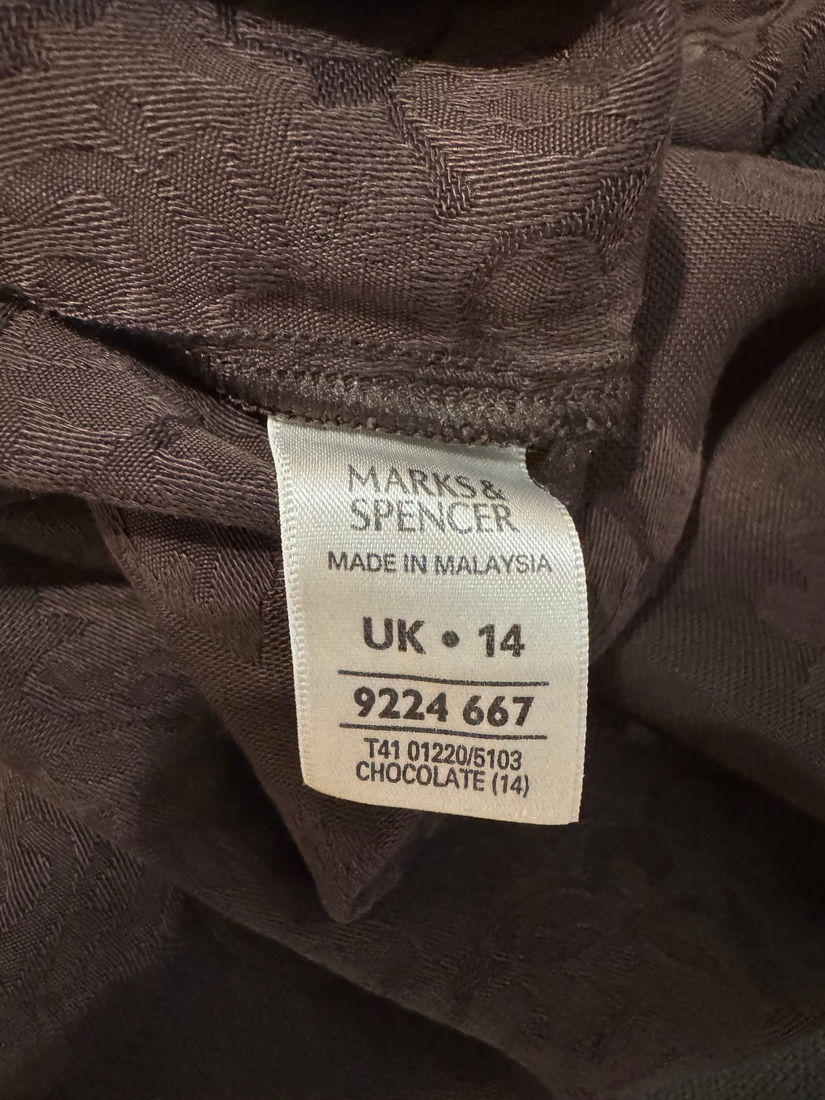 MARKS &
SPENCER
MADE IN MALAYSIA
UK • 14
9224 667
T41 01220/5103
CHOCOLATE (14)